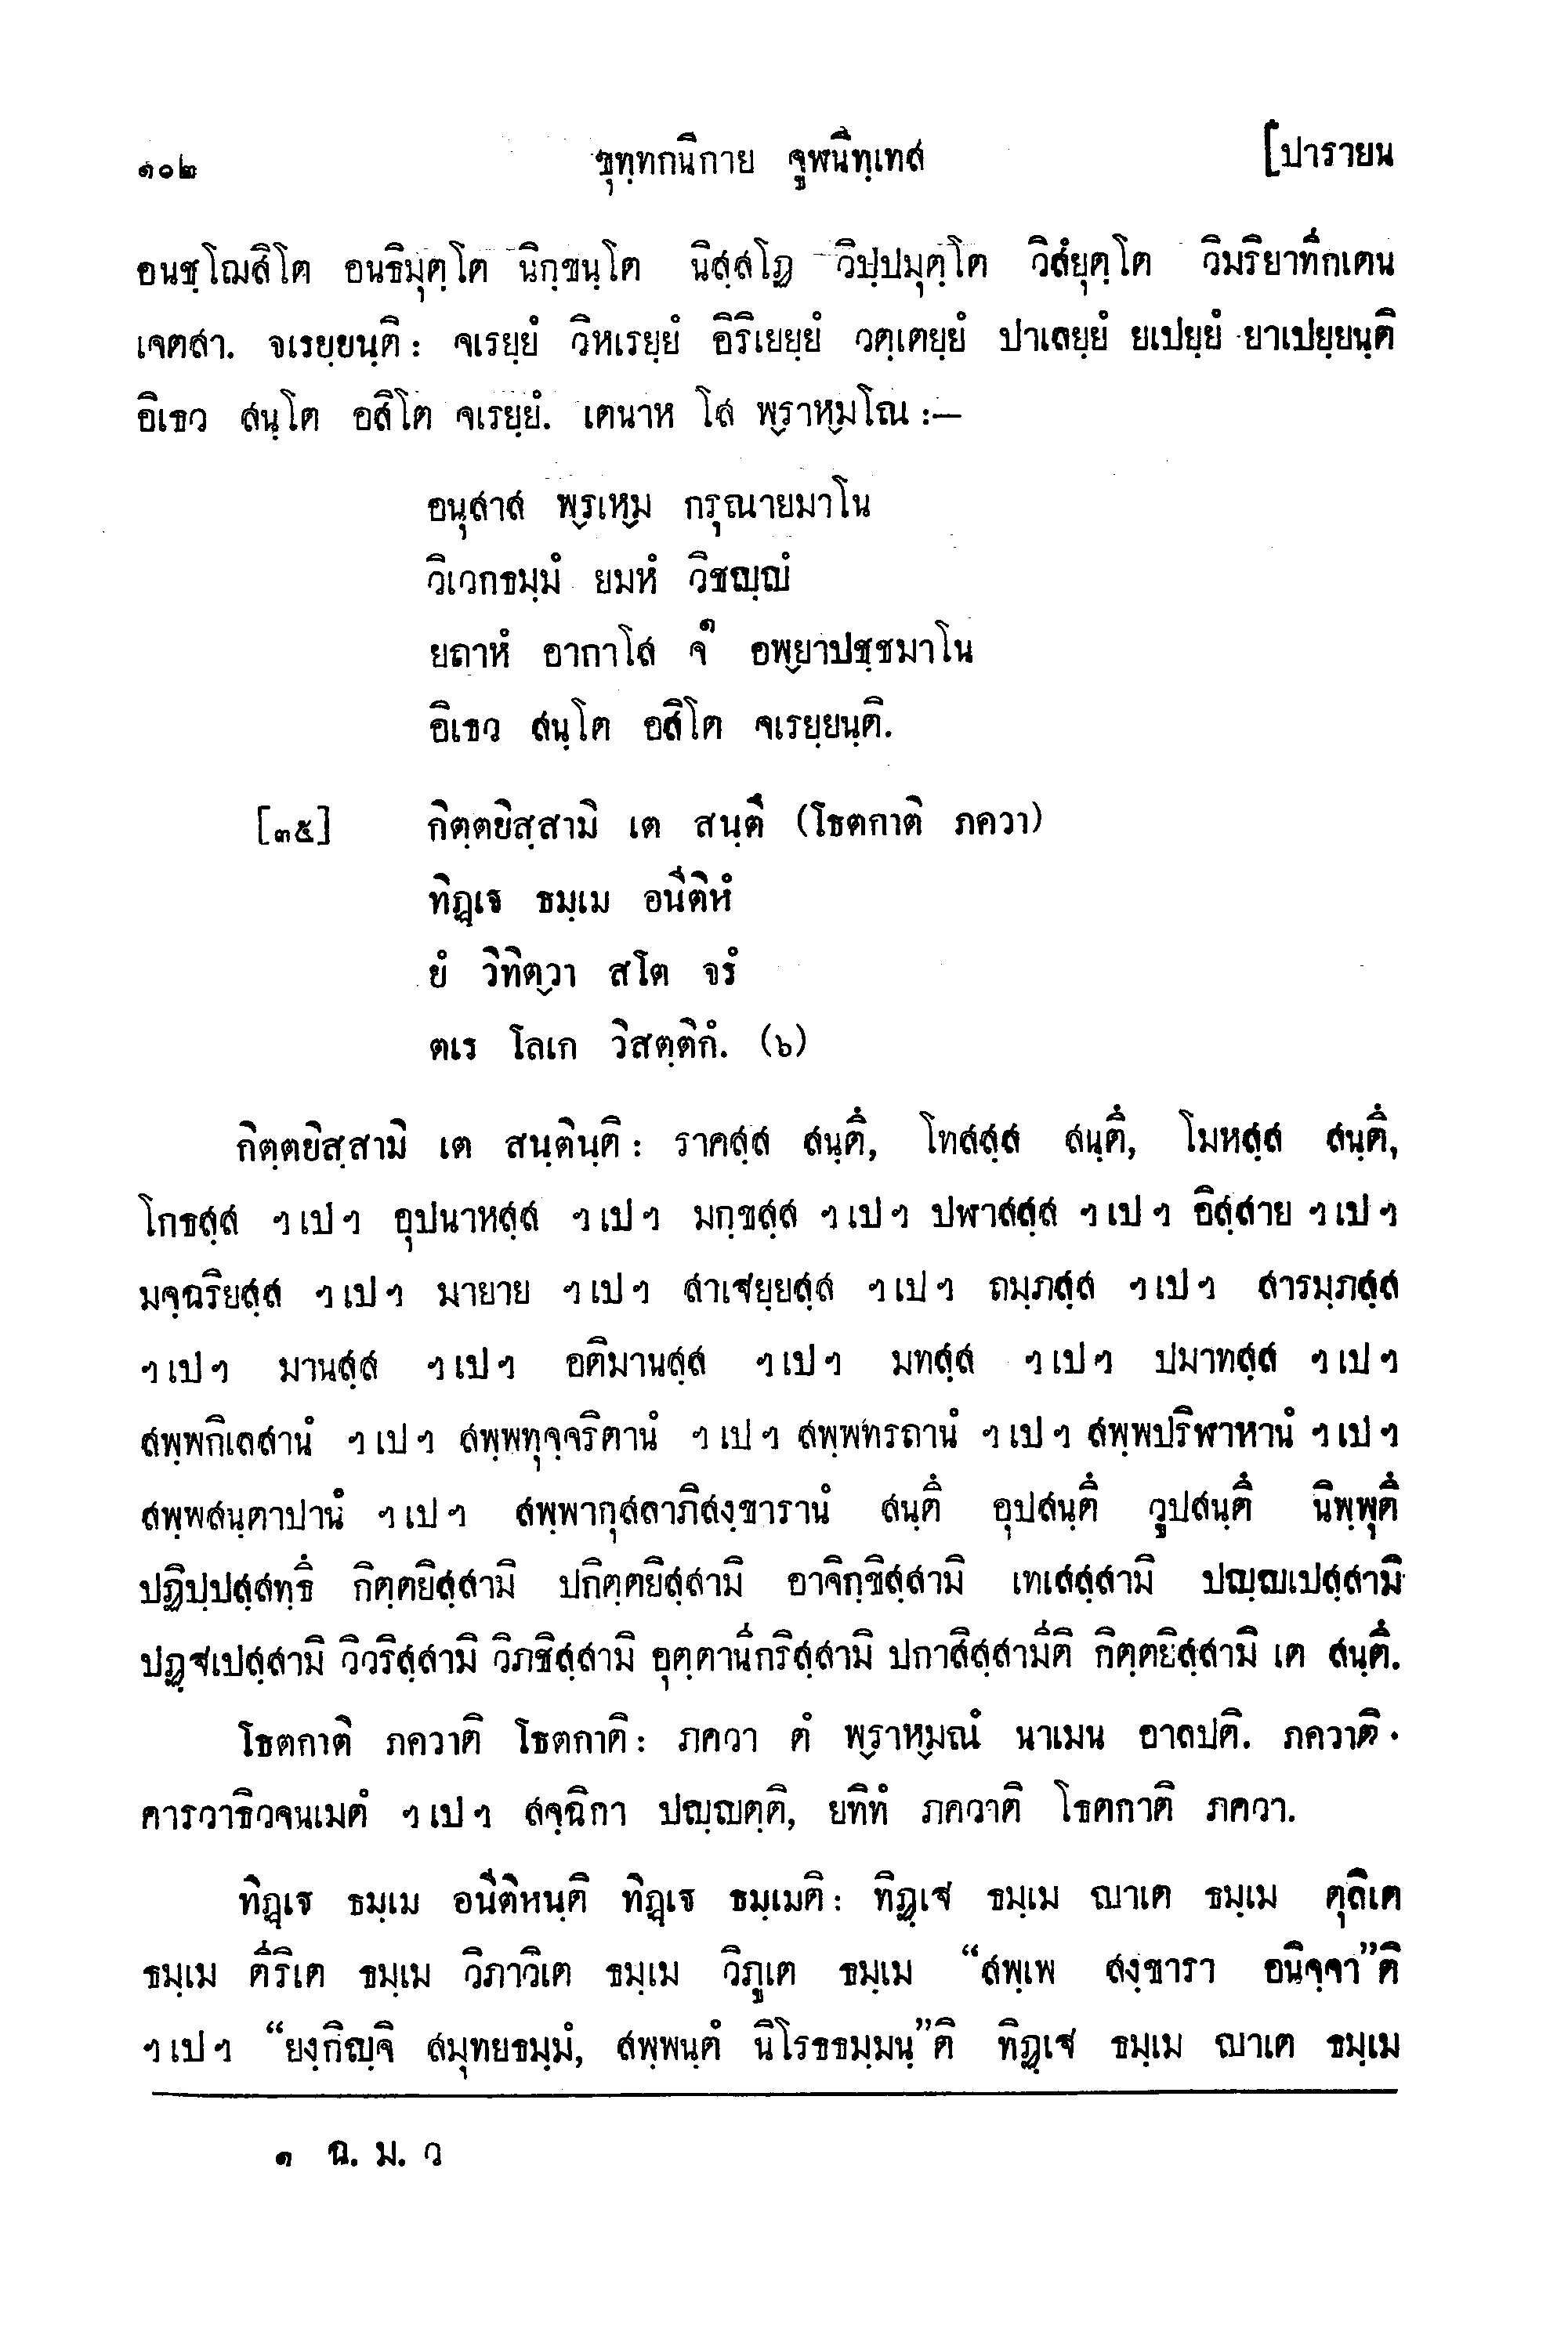 ๑๐๒ ขุทฺทกนิกาย จูฬนิทฺเทส [ปารายน
อนชฺโฌสิโต อนธิมุตฺโต นิกฺขนฺโต นิสฺสโฏ วิปฺปมุตฺโต วิสํยุตฺโต วิมริยาทิกเตน
เจตสา. จเรยฺยนฺติ: จเรยฺยํ วิหเรยฺยํ อิริเยยฺยํ วตฺเตยฺยํ ปาเลยฺยํ ยเปยฺยํ ยาเปยฺยนฺติ
อิเธว สนฺโต อสิโต จเรยฺยํ. เตนาห โส พฺราหฺมโณ :—
อนุสาส พฺรเหฺม กรุณายมาโน
วิเวกธมฺมํ ยมหํ วิชญฺญํ
ยถาหํ อากาโส จ๑ อพฺยาปชฺชมาโน
อิเธว สนฺโต อสิโต จเรยฺยนฺติ.
[๓๕] กิตฺตยิสฺสามิ เต สนฺตึ (โธตกาติ ภควา)
ทิฏฺเฐ ธมฺเม อนีติหํ
ยํ วิทิตฺวา สโต จรํ
ตเร โลเก วิสตฺติกํ. (๖)
กิตฺตยิสฺสามิ เต สนฺตินฺติ: ราคสฺส สนฺตึ, โทสสฺส สนฺตึ, โมหสฺส สนฺตึ,
โกธสฺส ฯ เป ฯ อุปนาหสฺส ฯ เป ฯ มกฺขสฺส ฯ เป ฯ ปฬาสสฺส ฯ เป ฯ อิสฺสาย ฯ เป ฯ
มจฺฉริยสฺส ฯ เป ฯ มายาย ฯ เป ฯ สาเฐยฺยสฺส ฯ เป ฯ ถมฺภสฺส ฯ เป ฯ สารมฺภสฺส
ฯ เป ฯ มานสฺส ฯ เป ฯ อติมานสฺส ฯ เป ฯ มทสฺส ฯ เป ฯ ปมาทสฺส ฯ เป ฯ
สพฺพกิเลสานํ ฯ เป ฯ สพฺพทุจฺจริตานํ ฯ เป ฯ สพฺพทรถานํ ฯ เป ฯ สพฺพปริฬาหานํ ฯ เป ฯ
สพฺพสนฺตาปานํ ฯ เป ฯ สพฺพากุสลาภิสงฺขารานํ สนฺตึ อุปสนฺตึ วูปสนฺตึ นิพฺพุตึ
ปฏิปฺปสฺสทฺธึ กิตฺตยิสฺสามิ ปกิตฺตยิสฺสามิ อาจิกฺขิสฺสามิ เทเสสฺสามิ ปญฺญเปสฺสามิ
ปฏฺฐเปสฺสามิ วิวริสฺสามิ วิภชิสฺสามิ อุตฺตานีกริสฺสามิ ปกาสิสฺสามีติ กิตฺตยิสฺสามิ เต สนฺตึ.
โธตกาติ ภควาติ โธตกาติ: ภควา ตํ พฺราหฺมณํ นาเมน อาลปติ. ภควาติ
คารวาธิวจนเมตํ ฯ เป ฯ สจฺฉิกา ปญฺญตฺติ, ยทิทํ ภควาติ โธตกาติ ภควา.
ทิฏฺเฐ ธมฺเม อนีติหนฺติ ทิฏฺเฐ ธมฺเมติ: ทิฏฺเฐ ธมฺเม ญาเต ธมฺเม ตุลิเต
ธมฺเม ตีริเต ธมฺเม วิภาวิเต ธมฺเม วิภูเต ธมฺเม “สพฺเพ สงฺขารา อนิจฺจา”ติ
ฯ เป ฯ “ยงฺกิญฺจิ สมุทยธมฺมํ, สพฺพนฺตํ นิโรธธมฺมนฺ”ติ ทิฏฺเฐ ธมฺเม ญาเต ธมฺเม
๑ ฉ. ม. ว